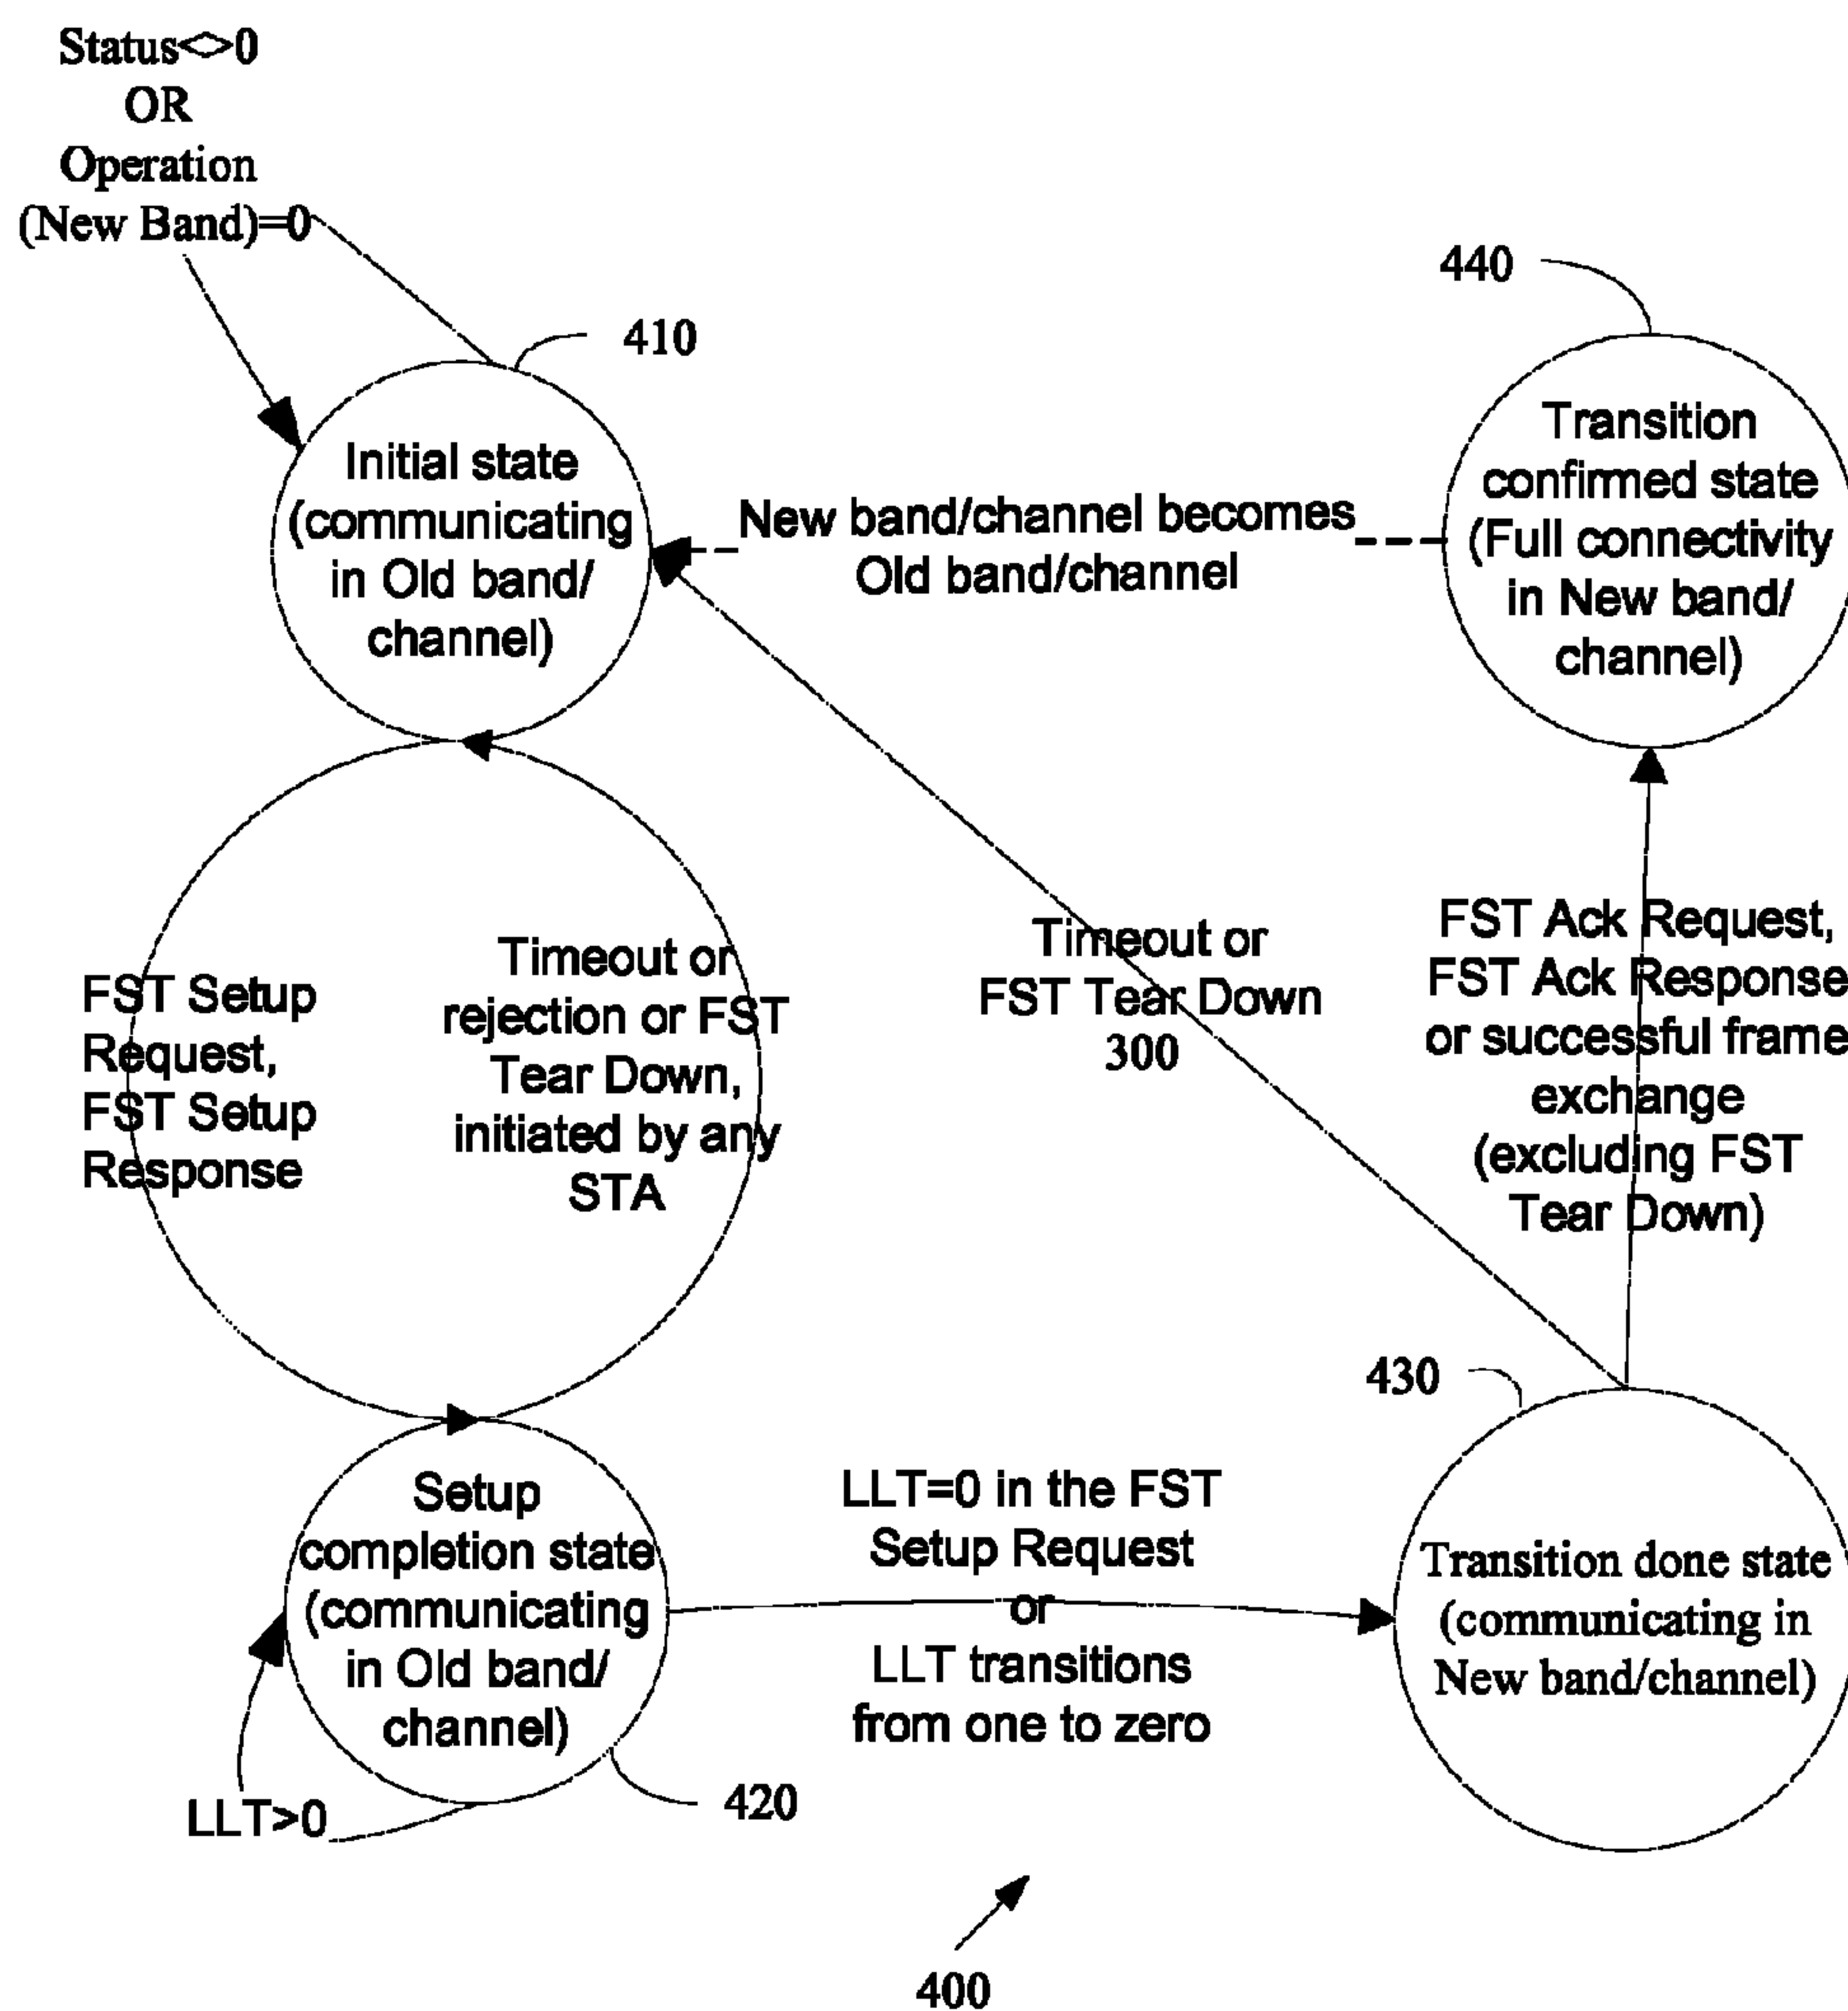 Status<>0
OR
Operation
(New Band)=0
410
440
Initial state
(communicating
in Old band/
channel)
New band/channel becomes
Old band/channel
Transition
confirmed state
(Full connectivity
in New band/
channel)
FST Setup
Request,
FST Setup
Response
Timeout or
rejection or FST
Tear Down,
initiated by any
STA
Timeout or
FST Tear Down
300
FST Ack Request,
FST Ack Response
or successful frame
exchange
(excluding FST
Tear Down)
430
Setup
completion state
(communicating
in Old band/
channel)
LLT=0 in the FST
Setup Request
or
LLT transitions
from one to zero
Transition done state
(communicating in
New band/channel)
LLT>0
420
400